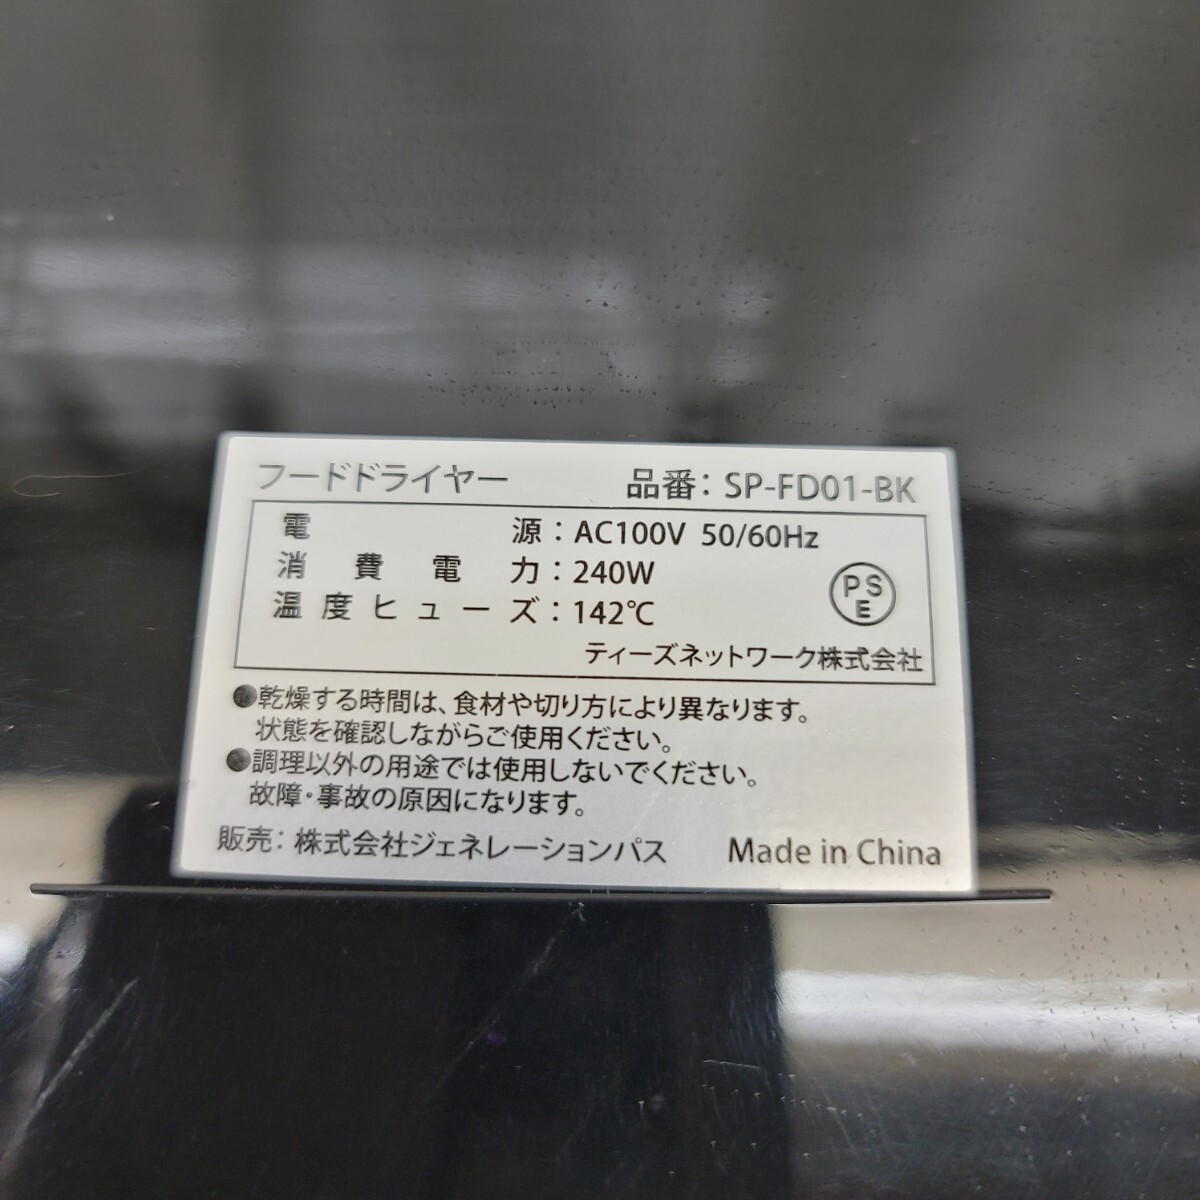 フードドライヤー 品番：SP-FD01-BK
電源：AC100V 50/60Hz
消費電力：240W
温度ヒューズ：142℃
PS
E
ティーズネットワーク株式会社
●乾燥する時間は、食材や切り方により異なります。
状態を確認しながらご使用ください。
●調理以外の用途では使用しないでください。
故障・事故の原因になります。
販売：株式会社ジェネレーションパス Made in China